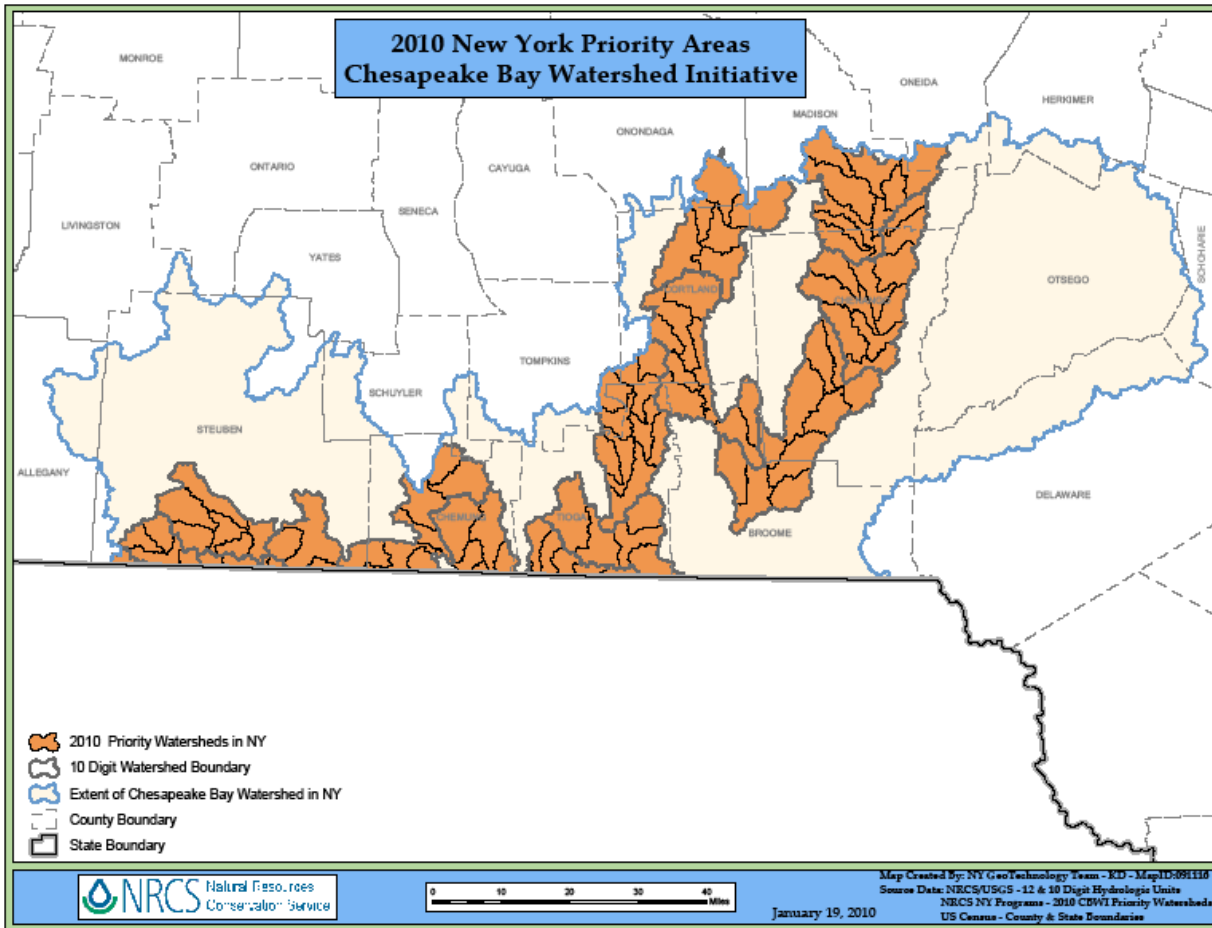 2010 New York Priority Areas
Chesapeake Bay Watershed Initiative
MONROE
ONEIDA
HERKIMER
MADISON
ONONDAGA
ONTARIO
CAYUGA
SENECA
LIVINGSTON
SCHOHARIE
YATES
OTSEGO
CORTLAND
CHENANGO
TOMPKINS
SCHUYLER
STEUBEN
ALLEGANY
DELAWARE
CHEMUNG
TIOGA
BROOME
2010 Priority Watersheds in NY
10 Digit Watershed Boundary
Extent of Chesapeake Bay Watershed in NY
County Boundary
State Boundary
NRCS Natural Resources
Conservation Service
0 10 20 30 40
Miles
January 19, 2010
Map Created By: NY GeoTechnology Team - KD - MapID:091116
Source Data: NRCS/USGS - 12 & 10 Digit Hydrologic Units
NRCS NY Programs - 2010 CBWI Priority Watersheds
US Census - County & State Boundaries